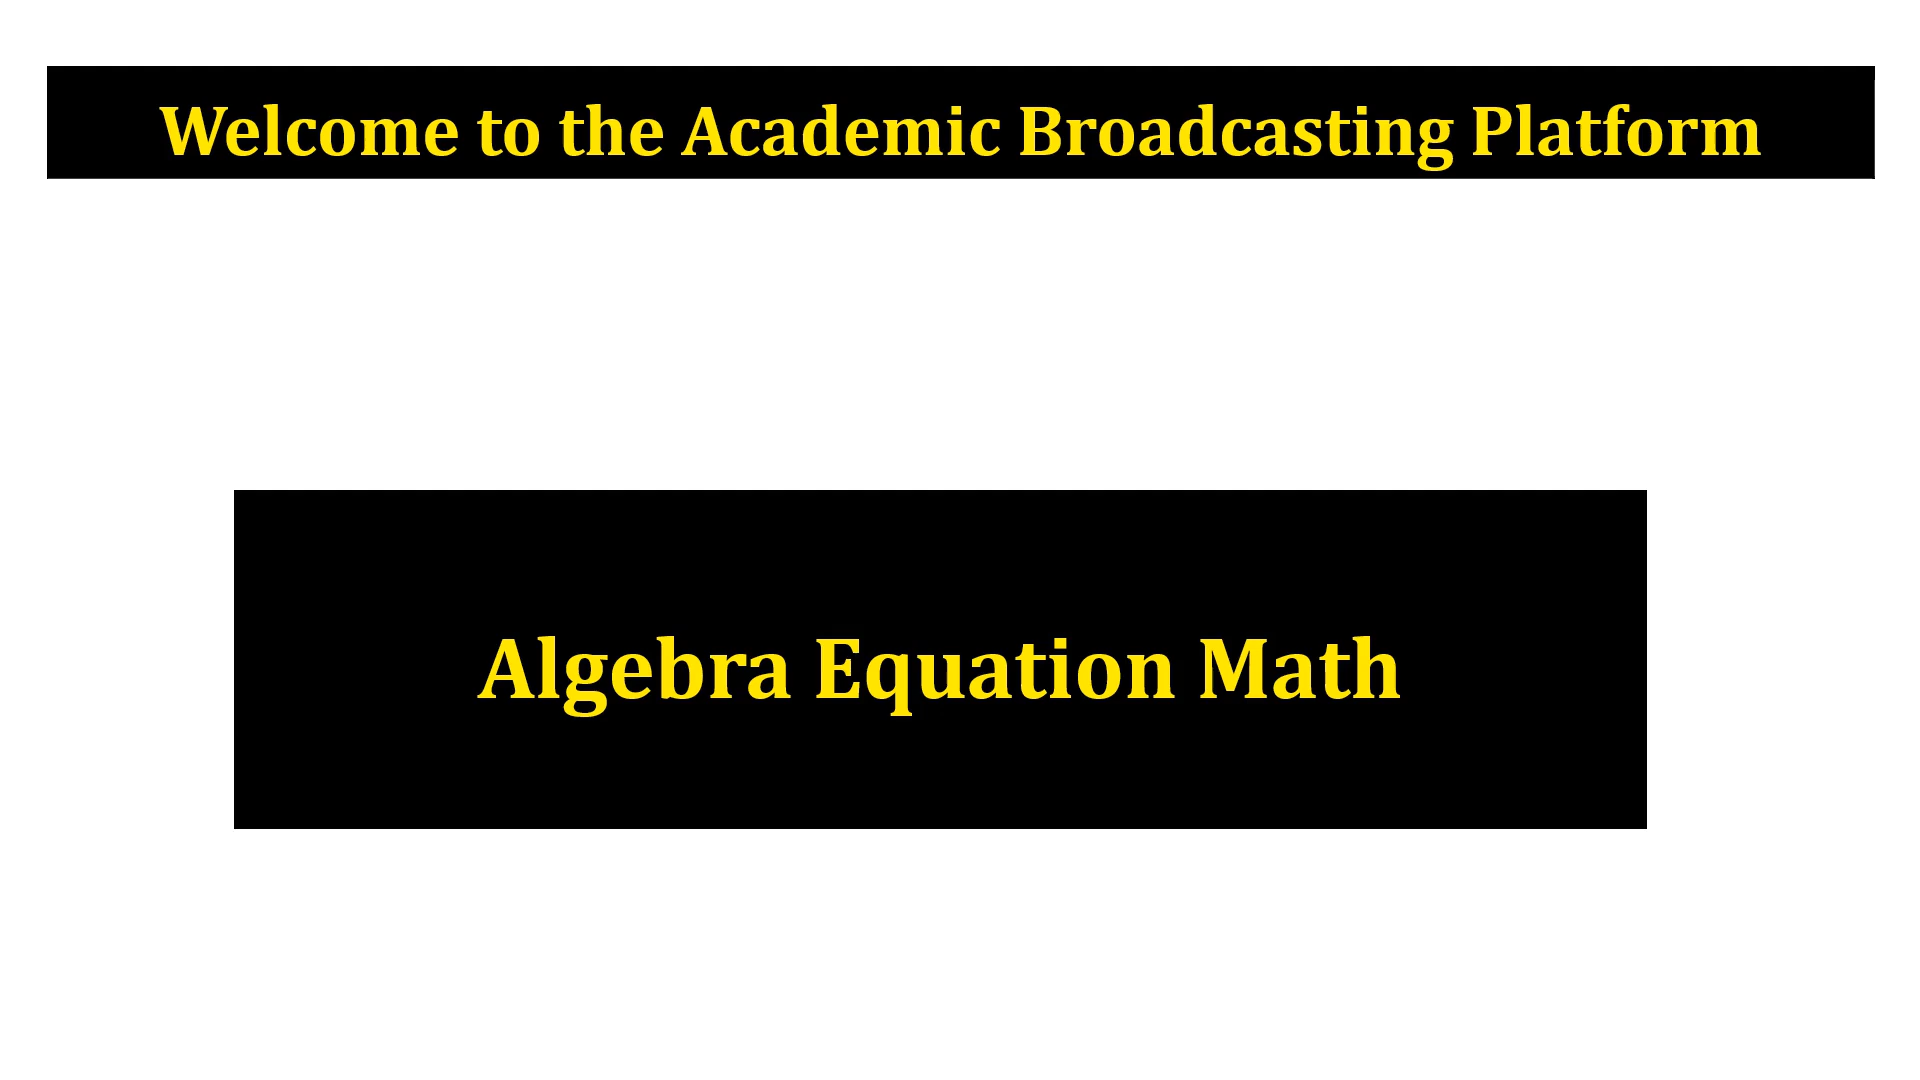 Welcome to the Academic Broadcasting Platform
Algebra Equation Math